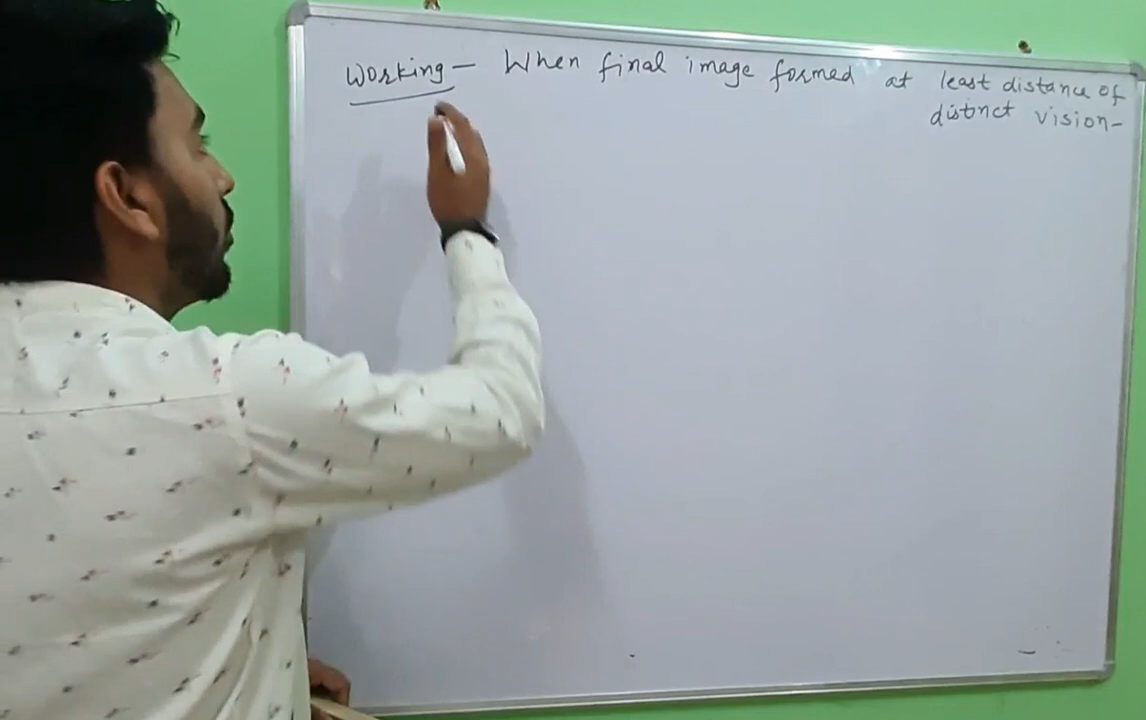 Working - When final image formed at least distance of
distinct vision-